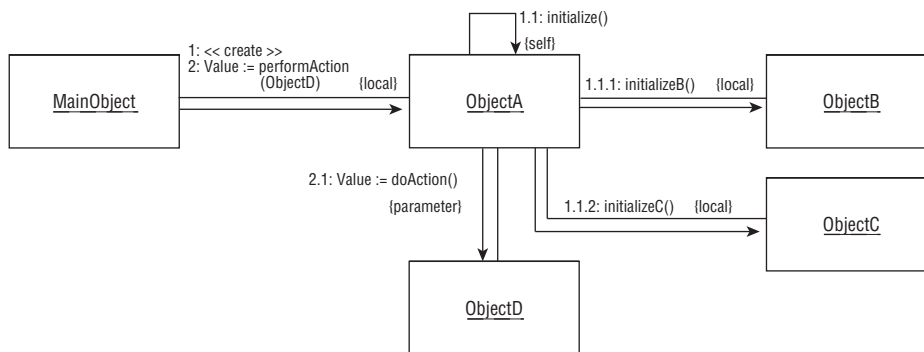 1.1: initialize()
{self}
1: << create >>
2: Value := performAction
(ObjectD)
{local}
MainObject
ObjectA
1.1.1: initializeB()
{local}
ObjectB
2.1: Value := doAction()
{parameter}
1.1.2: initializeC()
{local}
ObjectC
ObjectD